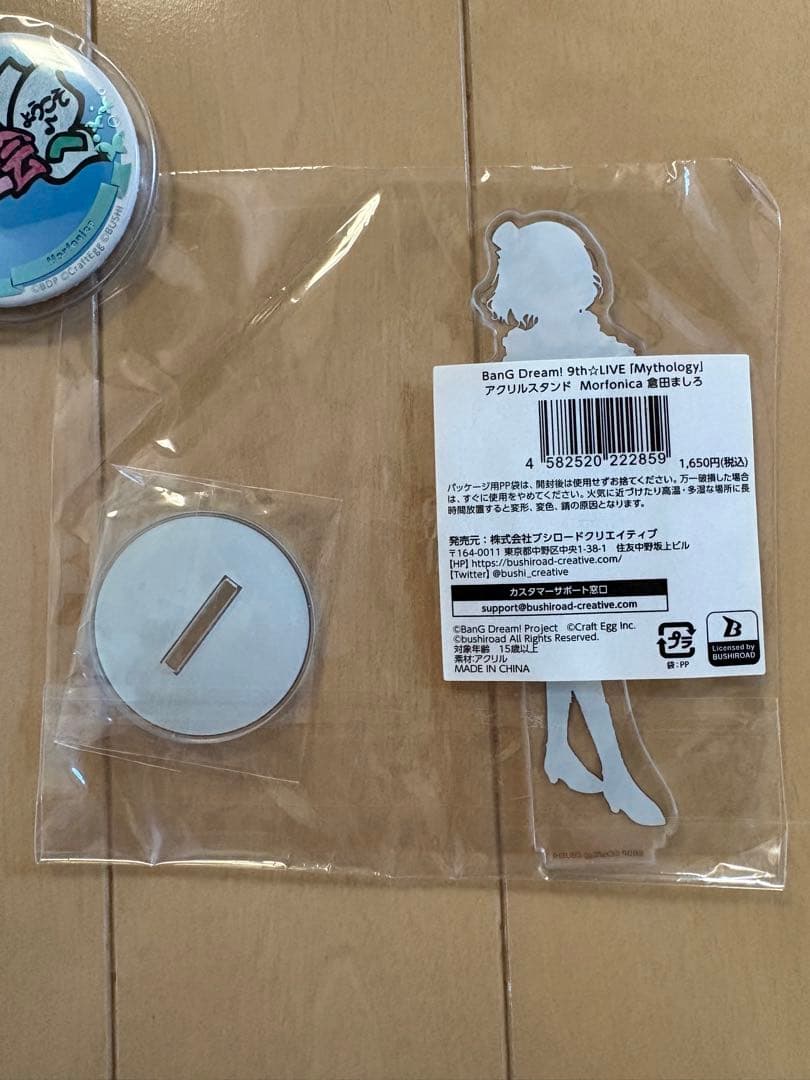 ようこそ
Morfonica
©BDP ©CraftEgg ©BUSHI
BanG Dream! 9th☆LIVE「Mythology」
アクリルスタンド Morfonica 倉田ましろ
4 582520 222859
1,650円(税込)
パッケージ用PP袋は、開封後は使用せずお捨てください。万一破損した場合
は、すぐに使用をやめてください。火気に近づけたり高温・多湿な場所に長
時間放置すると変形、変色、錆の原因となります。
発売元：株式会社ブシロードクリエイティブ
〒164-0011 東京都中野区中央1-38-1 住友中野坂上ビル
【HP】https://bushiroad-creative.com/
【Twitter】@bushi_creative
カスタマーサポート窓口
support@bushiroad-creative.com
©BanG Dream! Project ©Craft Egg Inc.
©bushiroad All Rights Reserved.
対象年齢 15歳以上
素材:アクリル
MADE IN CHINA
プラ
袋:PP
B
Licensed by
BUSHIROAD